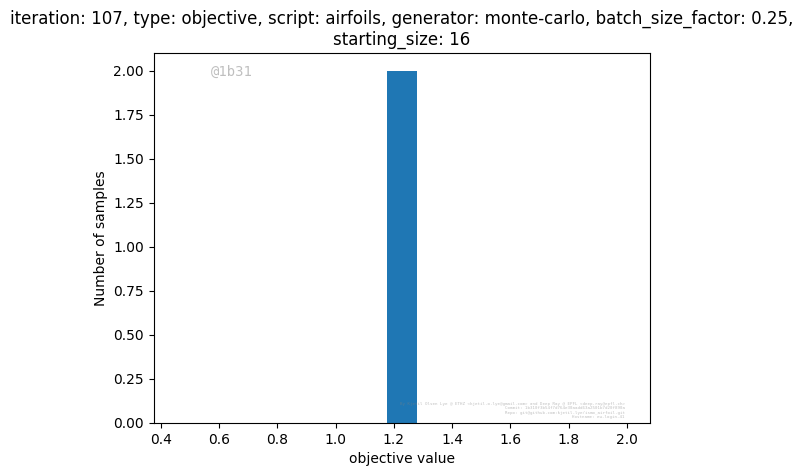 iteration: 107, type: objective, script: airfoils, generator: monte-carlo, batch_size_factor: 0.25,
starting_size: 16
@1b31
2.00
1.75
1.50
1.25
1.00
0.75
0.50
0.25
0.00
Number of samples
0.4 0.6 0.8 1.0 1.2 1.4 1.6 1.8 2.0
objective value